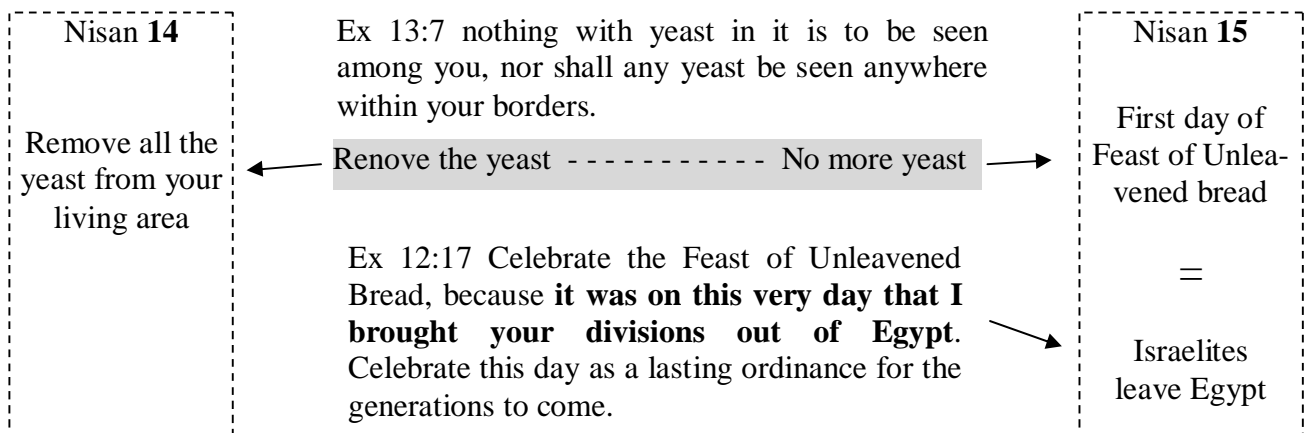 Nisan 14
Remove all the
yeast from your
living area
Ex 13:7 nothing with yeast in it is to be seen
among you, nor shall any yeast be seen anywhere
within your borders.
Renove the yeast - - - - - - - - - - - No more yeast
Ex 12:17 Celebrate the Feast of Unleavened
Bread, because it was on this very day that I
brought your divisions out of Egypt.
Celebrate this day as a lasting ordinance for the
generations to come.
Nisan 15
First day of
Feast of Unlea-
vened bread
=
Israelites
leave Egypt